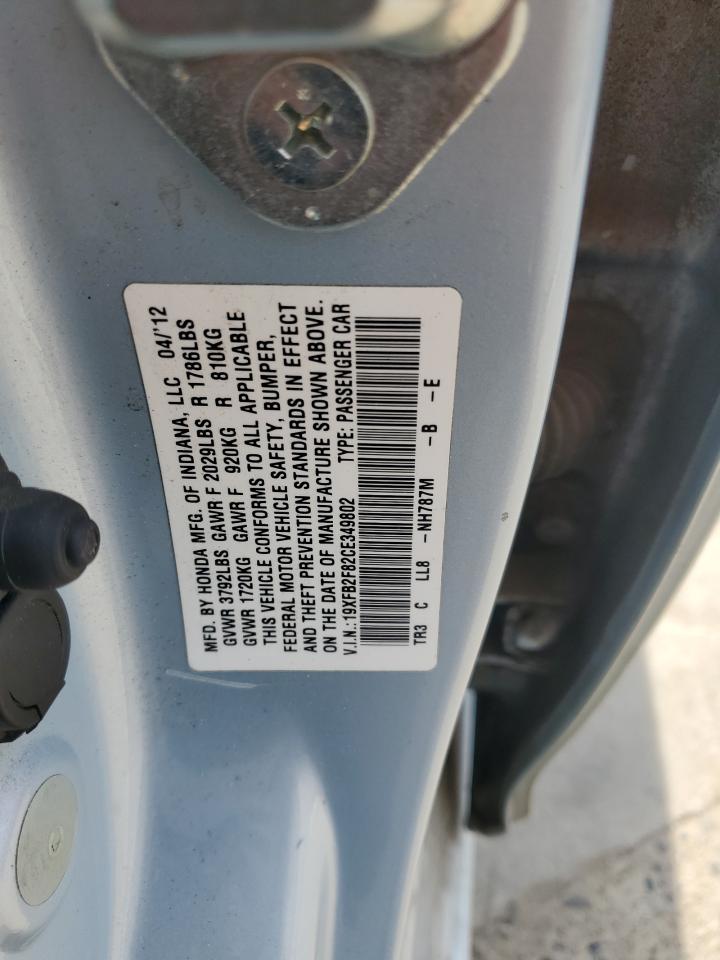 MFD. BY HONDA MFG. OF INDIANA, LLC 04/'12
GVWR 3792LBS GAWR F 2029LBS R 1786LBS
GVWR 1720KG GAWR F 920KG R 810KG
THIS VEHICLE CONFORMS TO ALL APPLICABLE
FEDERAL MOTOR VEHICLE SAFETY, BUMPER,
AND THEFT PREVENTION STANDARDS IN EFFECT
ON THE DATE OF MANUFACTURE SHOWN ABOVE.
V.I.N.: 19XFB2F82CE349802 TYPE: PASSENGER CAR
TR3 C LL8 -NH787M -B -E